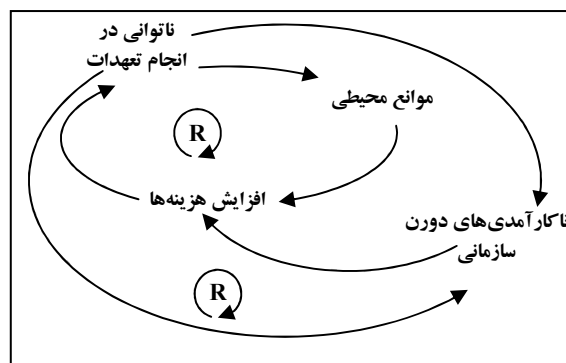 ناتوانی در
انجام تعهدات
موانع محیطی
R
افزایش هزینه‌ها
ناکارآمدی‌های دورن
سازمانی
R